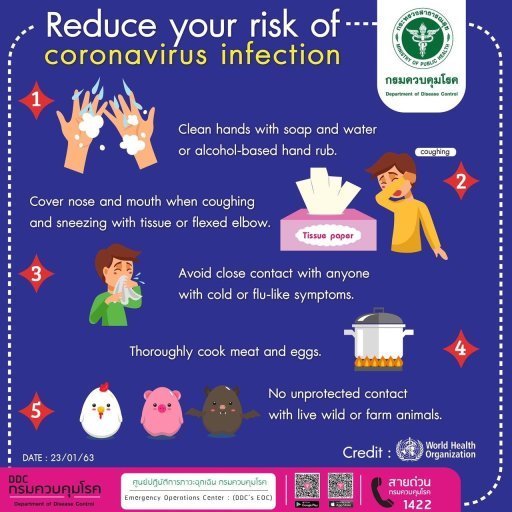 Reduce your risk of
coronavirus infection
กระทรวงสาธารณสุข
MINISTRY OF PUBLIC HEALTH
กรมควบคุมโรค
Department of Disease Control
1
Clean hands with soap and water
or alcohol-based hand rub.
coughing
2
Cover nose and mouth when coughing
and sneezing with tissue or flexed elbow.
Tissue paper
3
Avoid close contact with anyone
with cold or flu-like symptoms.
Thoroughly cook meat and eggs.
4
5
No unprotected contact
with live wild or farm animals.
DATE : 23/01/63
Credit :
World Health
Organization
DDC
กรมควบคุมโรค
Department of Disease Control
ศูนย์ปฏิบัติการภาวะฉุกเฉิน กรมควบคุมโรค
Emergency Operations Center : (DDC's EOC)
สายด่วน
กรมควบคุมโรค
1422